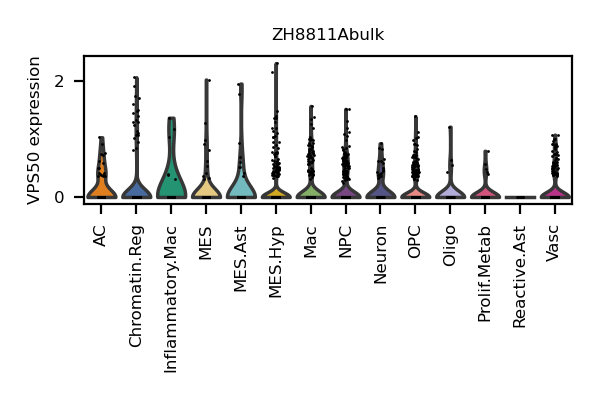 ZH8811Abulk
VPS50 expression
2
0
AC
Chromatin.Reg
Inflammatory.Mac
MES
MES.Ast
MES.Hyp
Mac
NPC
Neuron
OPC
Oligo
Prolif.Metab
Reactive.Ast
Vasc